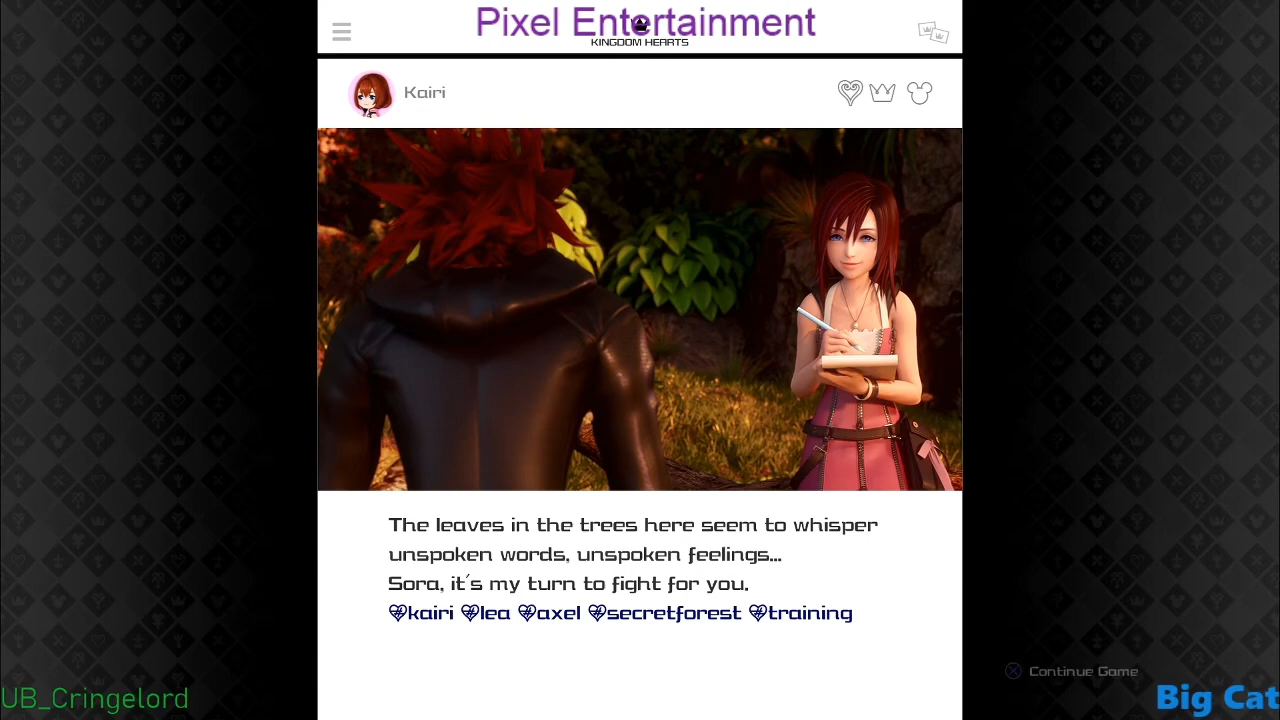 Pixel Entertainment
KINGDOM HEARTS
Kairi
The leaves in the trees here seem to whisper
unspoken words, unspoken feelings...
Sora, it's my turn to fight for you.
#kairi #lea #axel #secretforest #training
Continue Game
UB_Cringelord
Big Cat